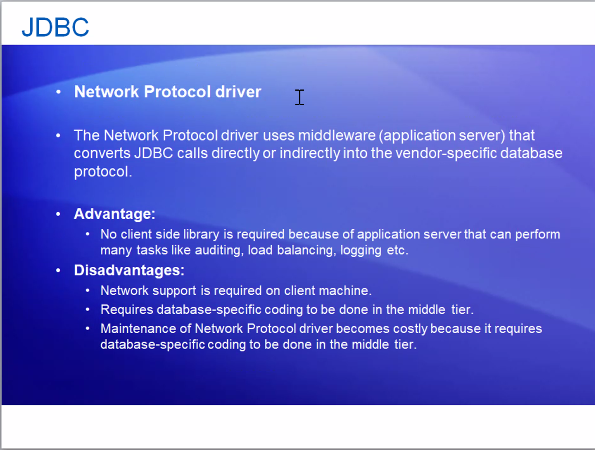 JDBC
• Network Protocol driver
• The Network Protocol driver uses middleware (application server) that
converts JDBC calls directly or indirectly into the vendor-specific database
protocol.
• Advantage:
• No client side library is required because of application server that can perform
many tasks like auditing, load balancing, logging etc.
• Disadvantages:
• Network support is required on client machine.
• Requires database-specific coding to be done in the middle tier.
• Maintenance of Network Protocol driver becomes costly because it requires
database-specific coding to be done in the middle tier.